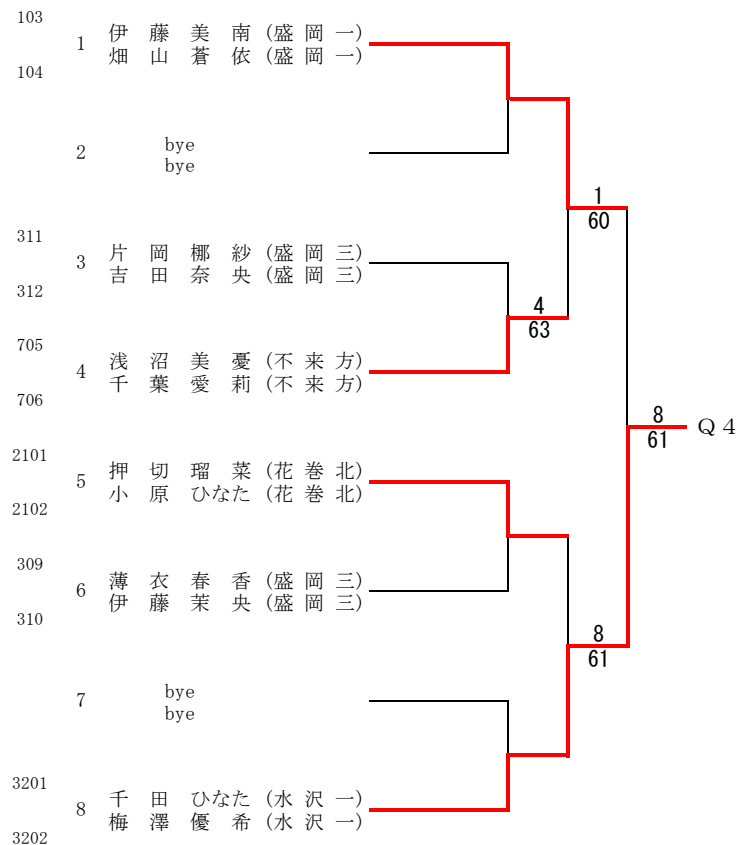 103
1 伊 藤 美 南 (盛 岡 一)
畑 山 蒼 依 (盛 岡 一)
104
2 bye
bye
1
60
311
3 片 岡 梛 紗 (盛 岡 三)
吉 田 奈 央 (盛 岡 三)
312
4
63
705
4 浅 沼 美 憂 (不 来 方)
千 葉 愛 莉 (不 来 方)
706
8
61
Q 4
2101
5 押 切 瑠 菜 (花 巻 北)
小 原 ひなた (花 巻 北)
2102
309
6 薄 衣 春 香 (盛 岡 三)
伊 藤 茉 央 (盛 岡 三)
310
8
61
7 bye
bye
3201
8 千 田 ひなた (水 沢 一)
梅 澤 優 希 (水 沢 一)
3202